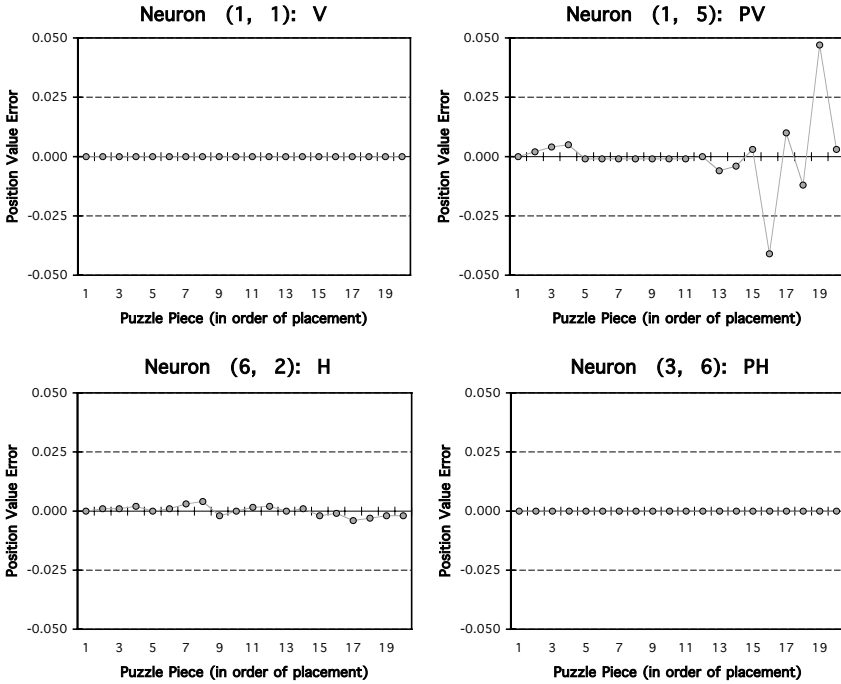 Neuron (1, 1): V
0.050
0.025
0.000
-0.025
-0.050
Position Value Error
1 3 5 7 9 11 13 15 17 19
Puzzle Piece (in order of placement)
Neuron (1, 5): PV
0.050
0.025
0.000
-0.025
-0.050
Position Value Error
1 3 5 7 9 11 13 15 17 19
Puzzle Piece (in order of placement)
Neuron (6, 2): H
0.050
0.025
0.000
-0.025
-0.050
Position Value Error
1 3 5 7 9 11 13 15 17 19
Puzzle Piece (in order of placement)
Neuron (3, 6): PH
0.050
0.025
0.000
-0.025
-0.050
Position Value Error
1 3 5 7 9 11 13 15 17 19
Puzzle Piece (in order of placement)